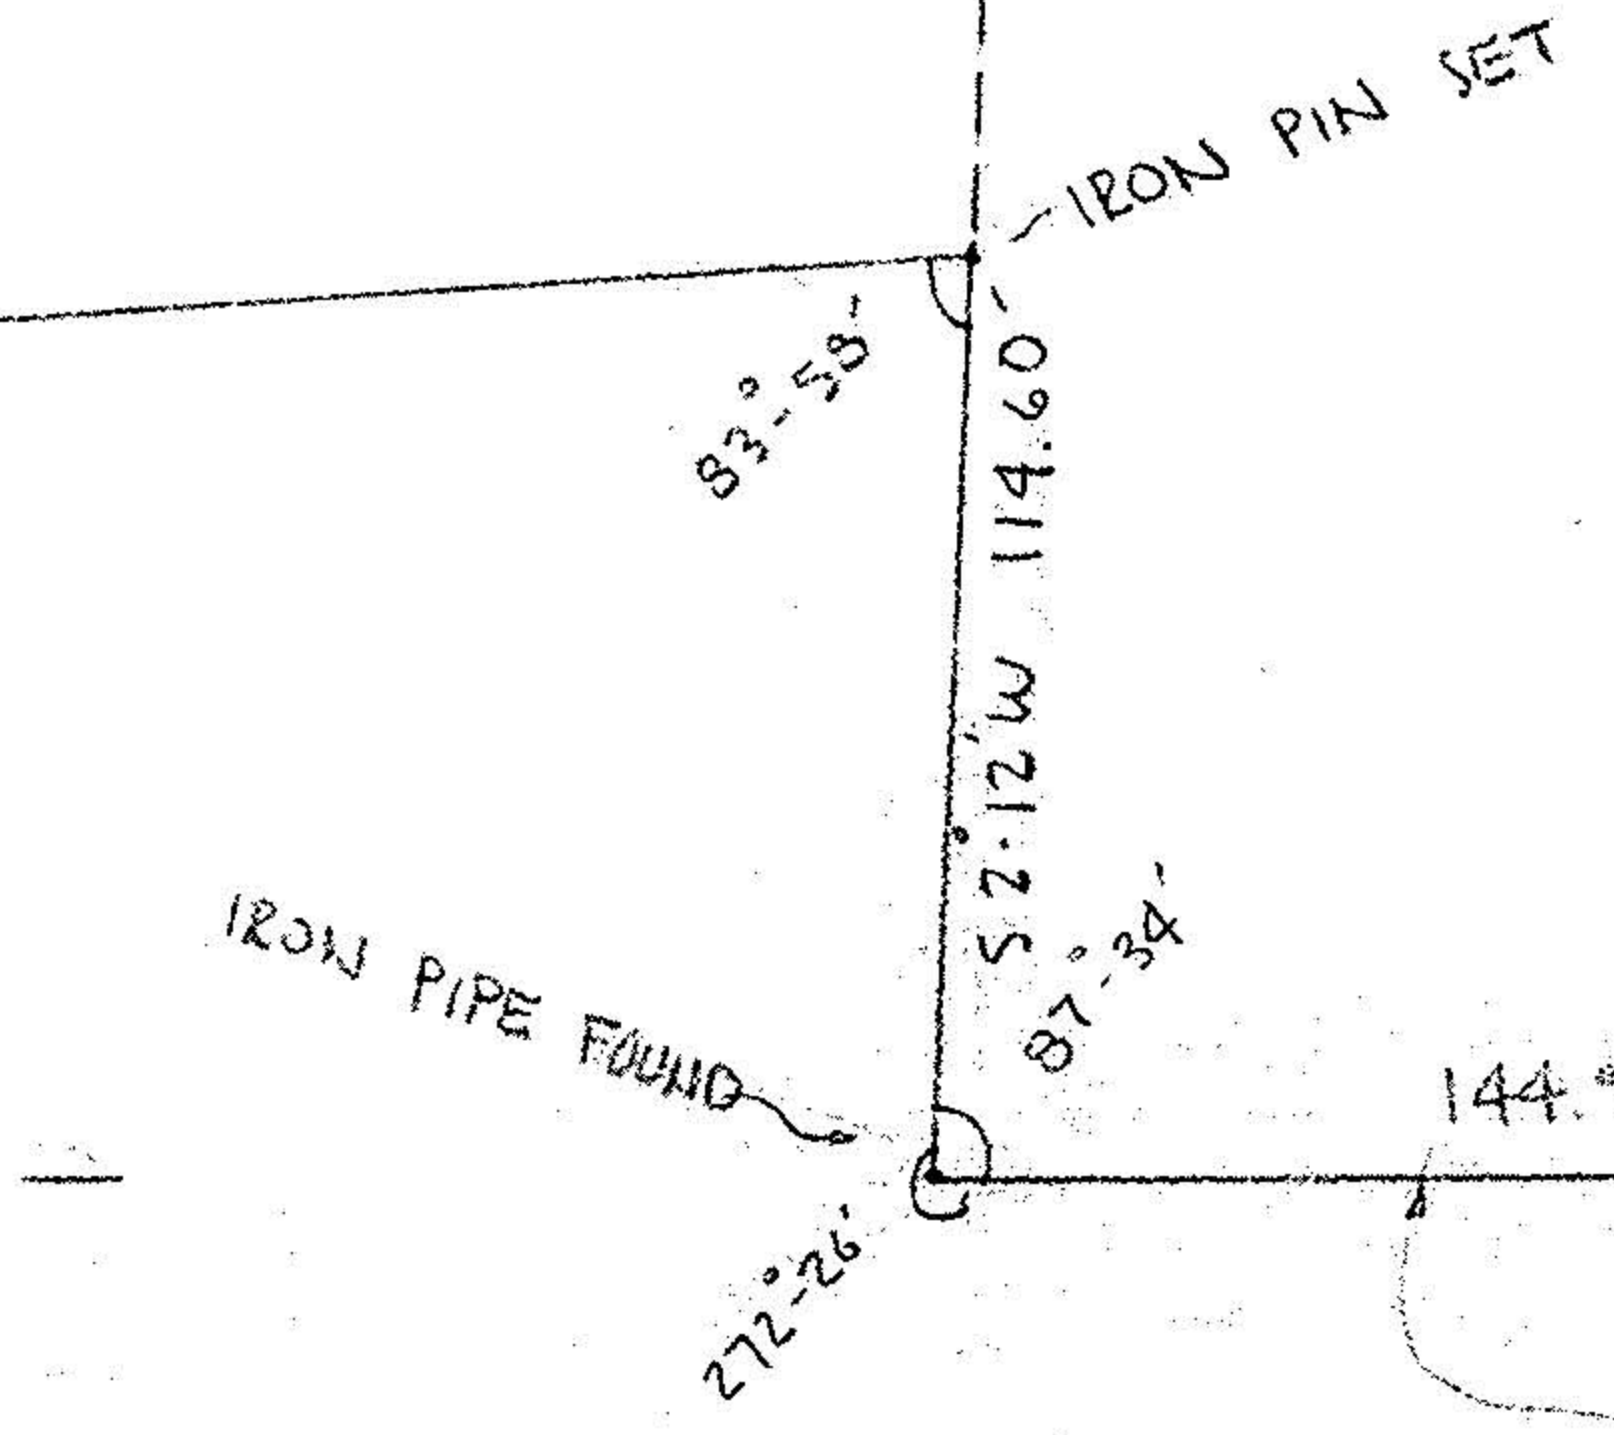 IRON PIN SET
83°-58'
S 2°-12'W 114.60'
87°-34'
IRON PIPE FOUND
144.
272°-26'